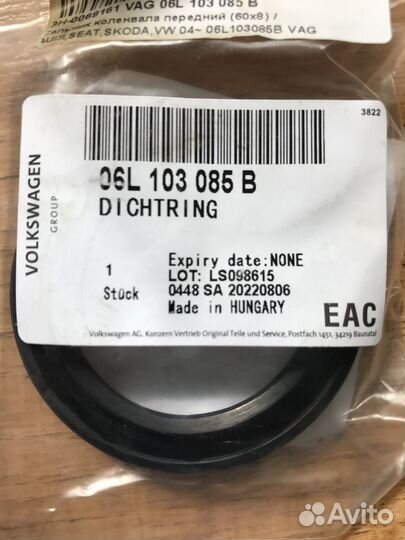 VAG 06L 103 085 B
коленвала передний (60x8) /
AUDI,SEAT,SKODA,VW 04~ 06L103085B VAG
3822
VOLKSWAGEN
GROUP
06L 103 085 B
DICHTRING
1
Stück
Expiry date:NONE
LOT: LS098615
0448 SA 20220806
Made in HUNGARY
EAC
Volkswagen AG. Konzern Vertrieb Original Teile und Service, Postfach 1451, 34219 Baunatal
Avito